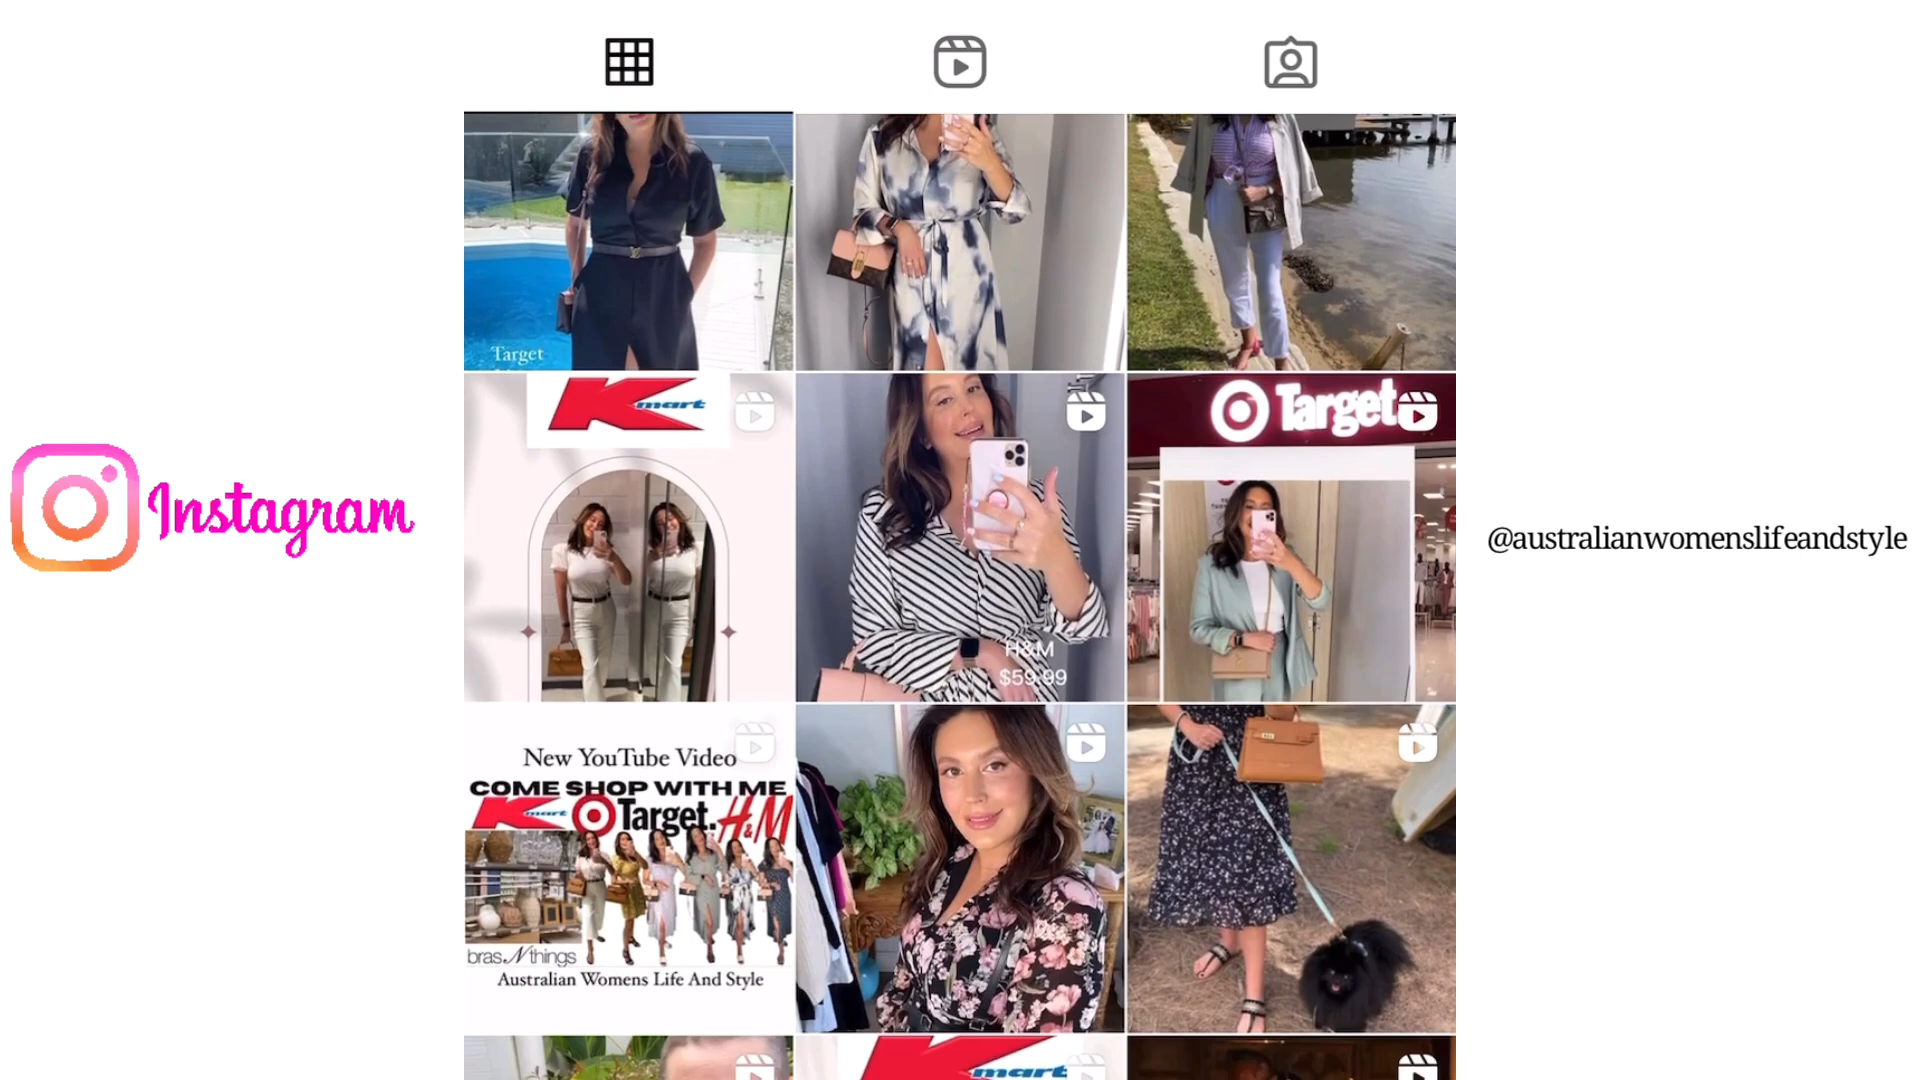 Target
Kmart
Target.
H&M
$59.99
Instagram
@australianwomenslifeandstyle
New YouTube Video
COME SHOP WITH ME
Kmart Target. H&M
bras N things
Australian Womens Life And Style
Kmart